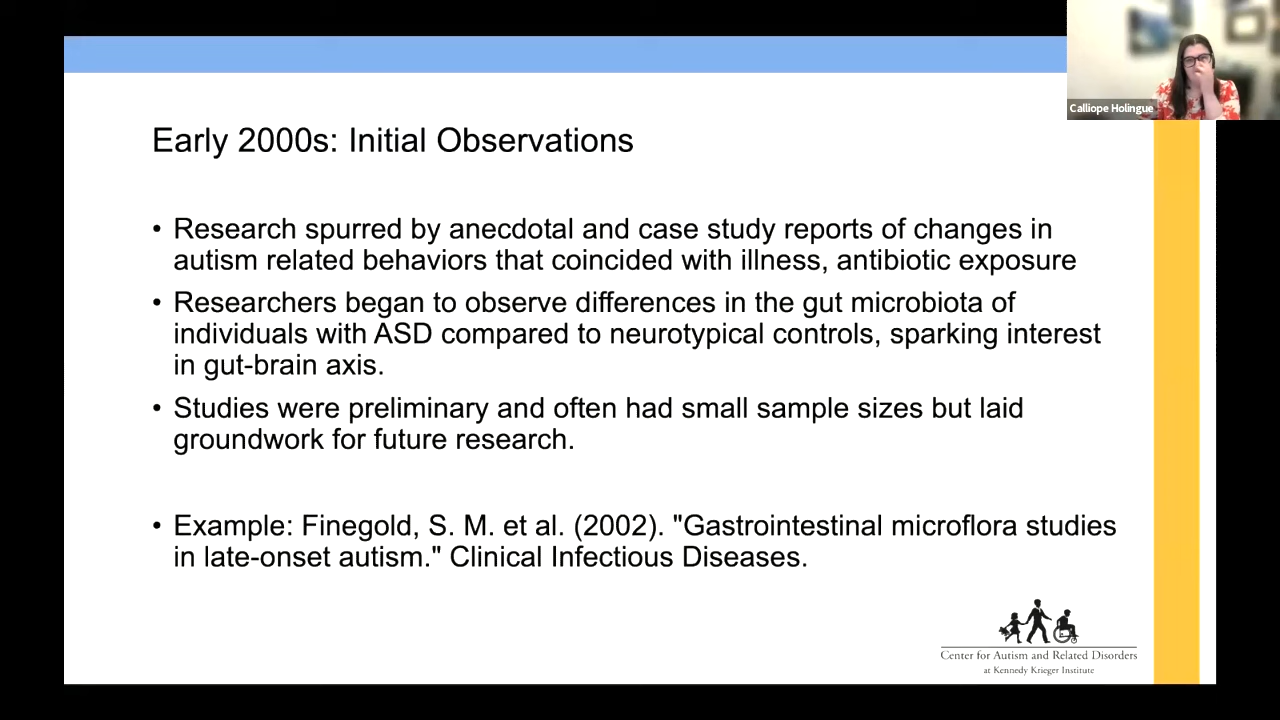 Calliope Holingue
Early 2000s: Initial Observations
• Research spurred by anecdotal and case study reports of changes in
autism related behaviors that coincided with illness, antibiotic exposure
• Researchers began to observe differences in the gut microbiota of
individuals with ASD compared to neurotypical controls, sparking interest
in gut-brain axis.
• Studies were preliminary and often had small sample sizes but laid
groundwork for future research.
• Example: Finegold, S. M. et al. (2002). "Gastrointestinal microflora studies
in late-onset autism." Clinical Infectious Diseases.
Center for Autism and Related Disorders
at Kennedy Krieger Institute